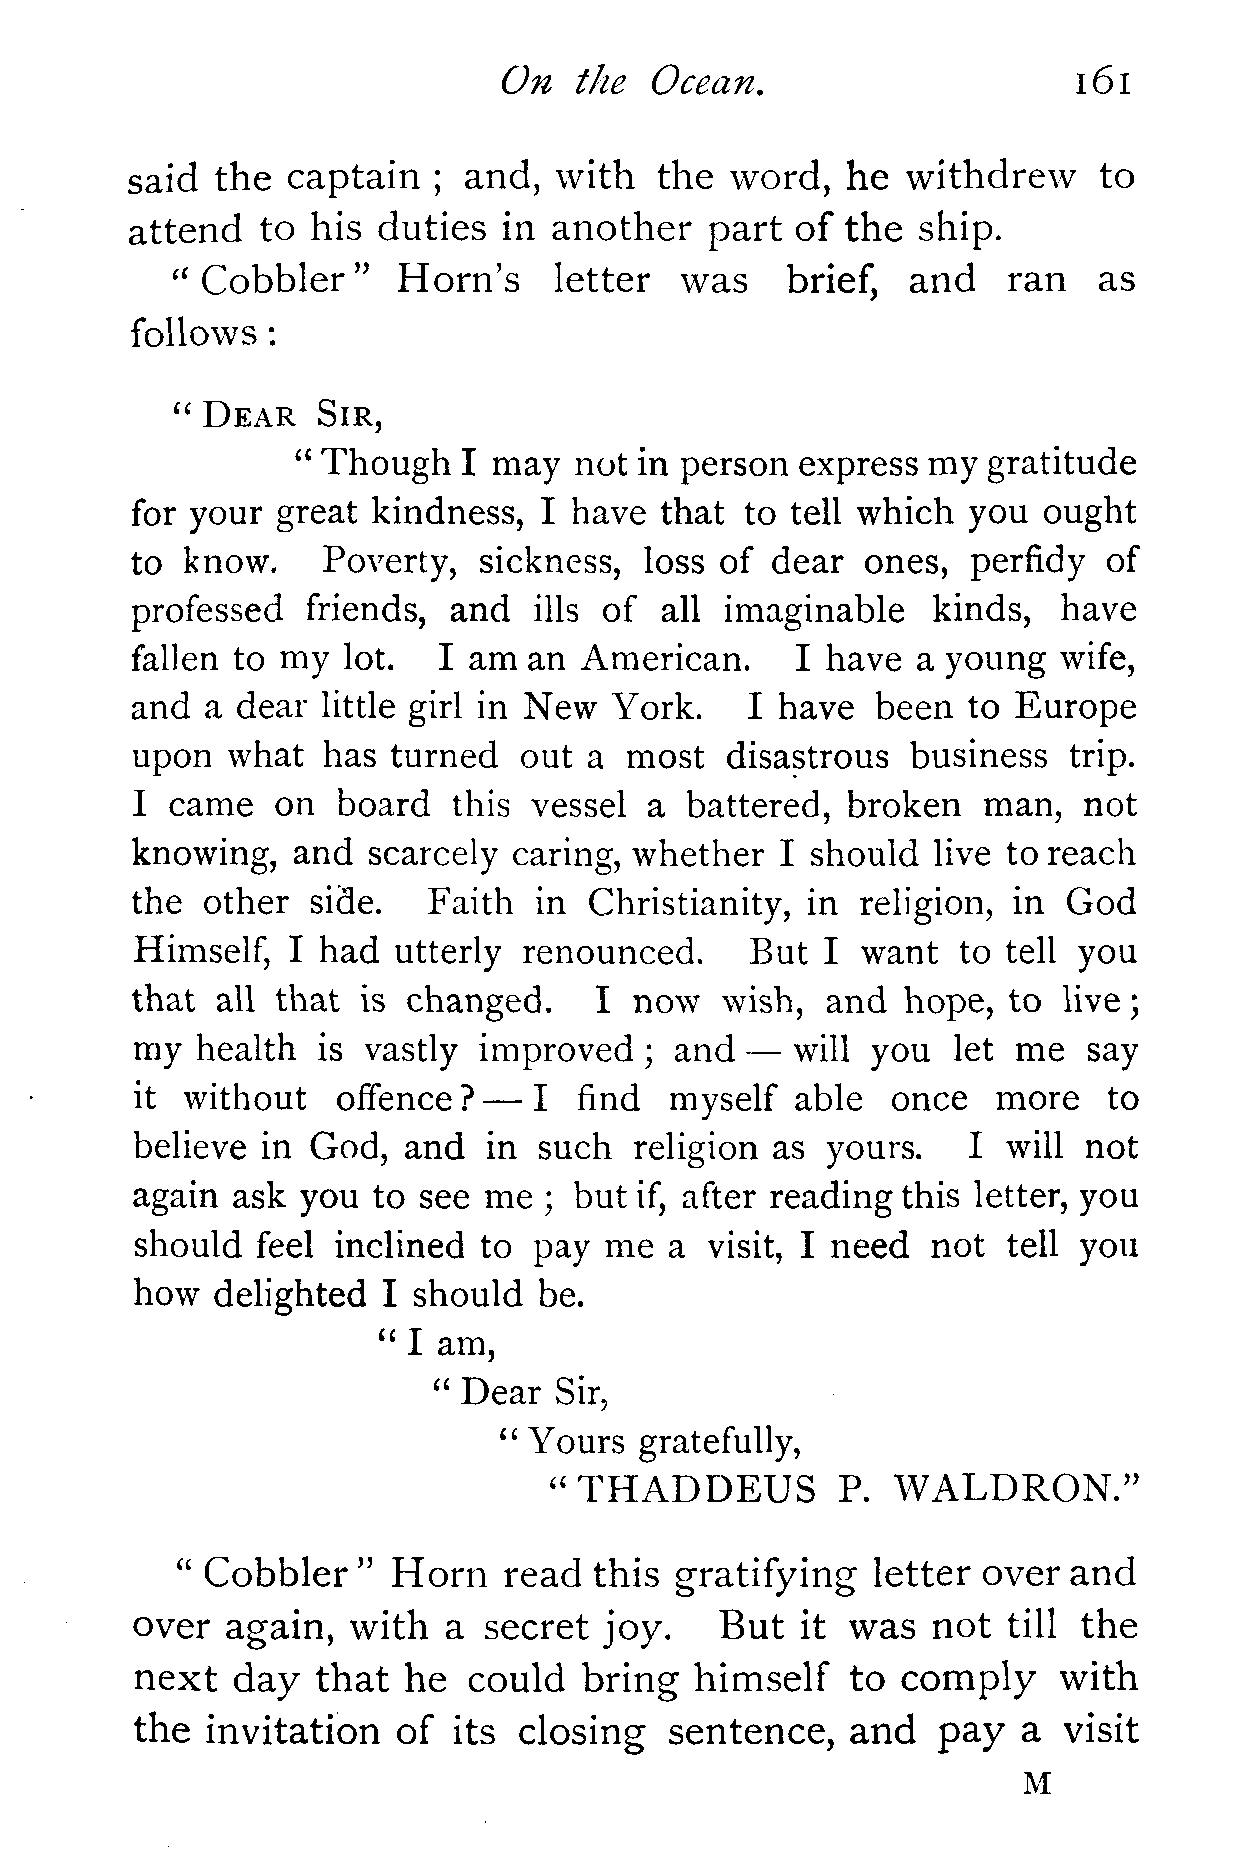 On the Ocean. 161
said the captain ; and, with the word, he withdrew to
attend to his duties in another part of the ship.
“ Cobbler ” Horn's letter was brief, and ran as
follows :
“ DEAR SIR,
“ Though I may not in person express my gratitude
for your great kindness, I have that to tell which you ought
to know. Poverty, sickness, loss of dear ones, perfidy of
professed friends, and ills of all imaginable kinds, have
fallen to my lot. I am an American. I have a young wife,
and a dear little girl in New York. I have been to Europe
upon what has turned out a most disastrous business trip.
I came on board this vessel a battered, broken man, not
knowing, and scarcely caring, whether I should live to reach
the other side. Faith in Christianity, in religion, in God
Himself, I had utterly renounced. But I want to tell you
that all that is changed. I now wish, and hope, to live ;
my health is vastly improved ; and — will you let me say
it without offence ? — I find myself able once more to
believe in God, and in such religion as yours. I will not
again ask you to see me ; but if, after reading this letter, you
should feel inclined to pay me a visit, I need not tell you
how delighted I should be.
“ I am,
“ Dear Sir,
“ Yours gratefully,
“ THADDEUS P. WALDRON.”
“ Cobbler ” Horn read this gratifying letter over and
over again, with a secret joy. But it was not till the
next day that he could bring himself to comply with
the invitation of its closing sentence, and pay a visit
M